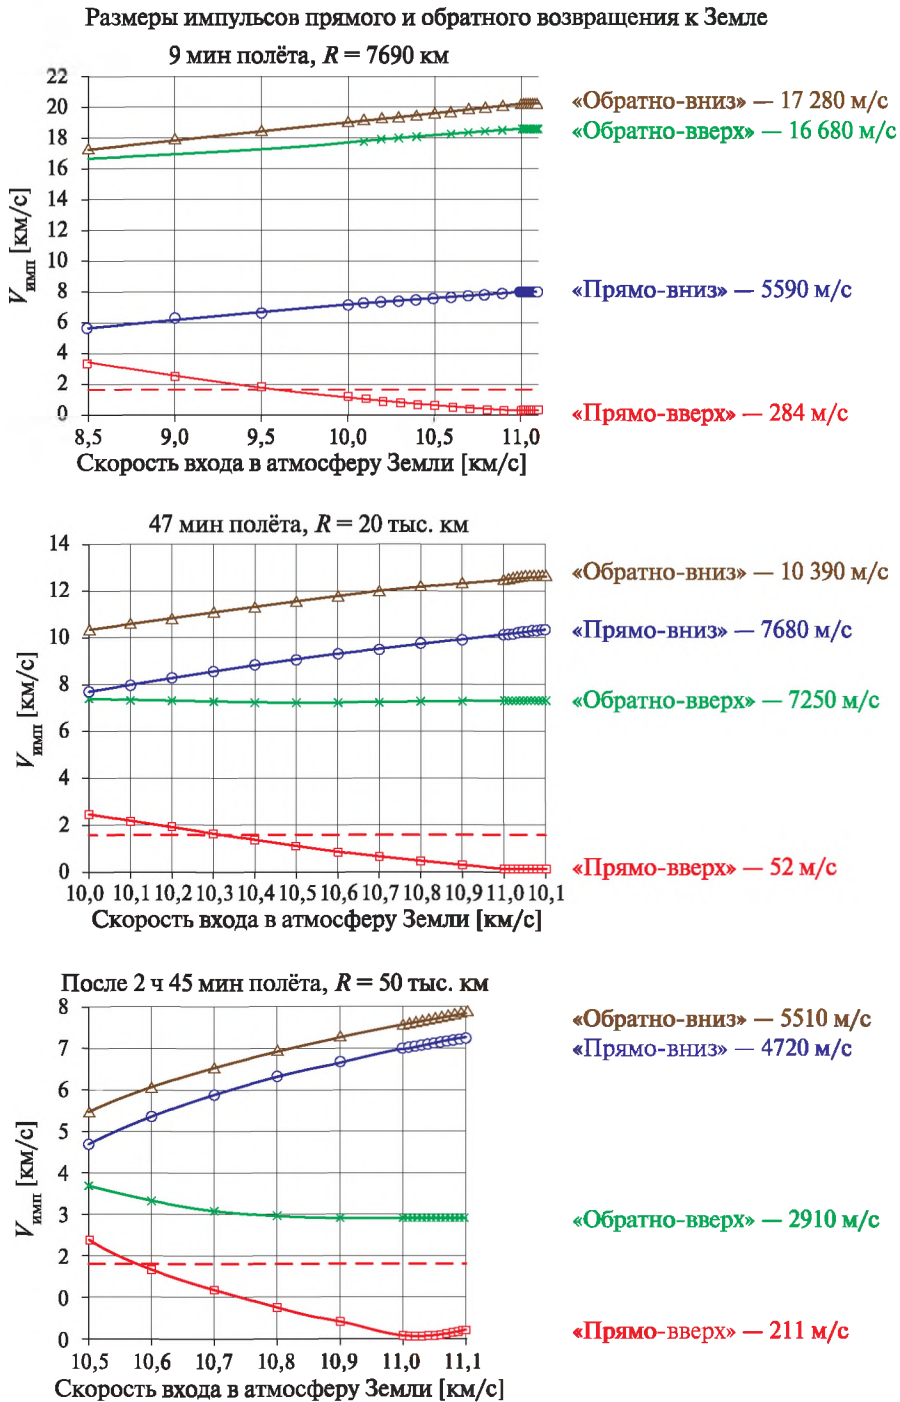 Размеры импульсов прямого и обратного возвращения к Земле
9 мин полёта, R = 7690 км
22
20
18
16
14
12
10
8
6
4
2
0
V имп [км/с]
8,5 9,0 9,5 10,0 10,5 11,0
Скорость входа в атмосферу Земли [км/с]
«Обратно-вниз» — 17 280 м/с
«Обратно-вверх» — 16 680 м/с
«Прямо-вниз» — 5590 м/с
«Прямо-вверх» — 284 м/с
47 мин полёта, R = 20 тыс. км
14
12
10
8
6
4
2
0
V имп [км/с]
10,0 10,1 10,2 10,3 10,4 10,5 10,6 10,7 10,8 10,9 11,0 10,1
Скорость входа в атмосферу Земли [км/с]
«Обратно-вниз» — 10 390 м/с
«Прямо-вниз» — 7680 м/с
«Обратно-вверх» — 7250 м/с
«Прямо-вверх» — 52 м/с
После 2 ч 45 мин полёта, R = 50 тыс. км
8
7
6
5
4
3
2
0
0
V имп [км/с]
10,5 10,6 10,7 10,8 10,9 11,0 11,1
Скорость входа в атмосферу Земли [км/с]
«Обратно-вниз» — 5510 м/с
«Прямо-вниз» — 4720 м/с
«Обратно-вверх» — 2910 м/с
«Прямо-вверх» — 211 м/с